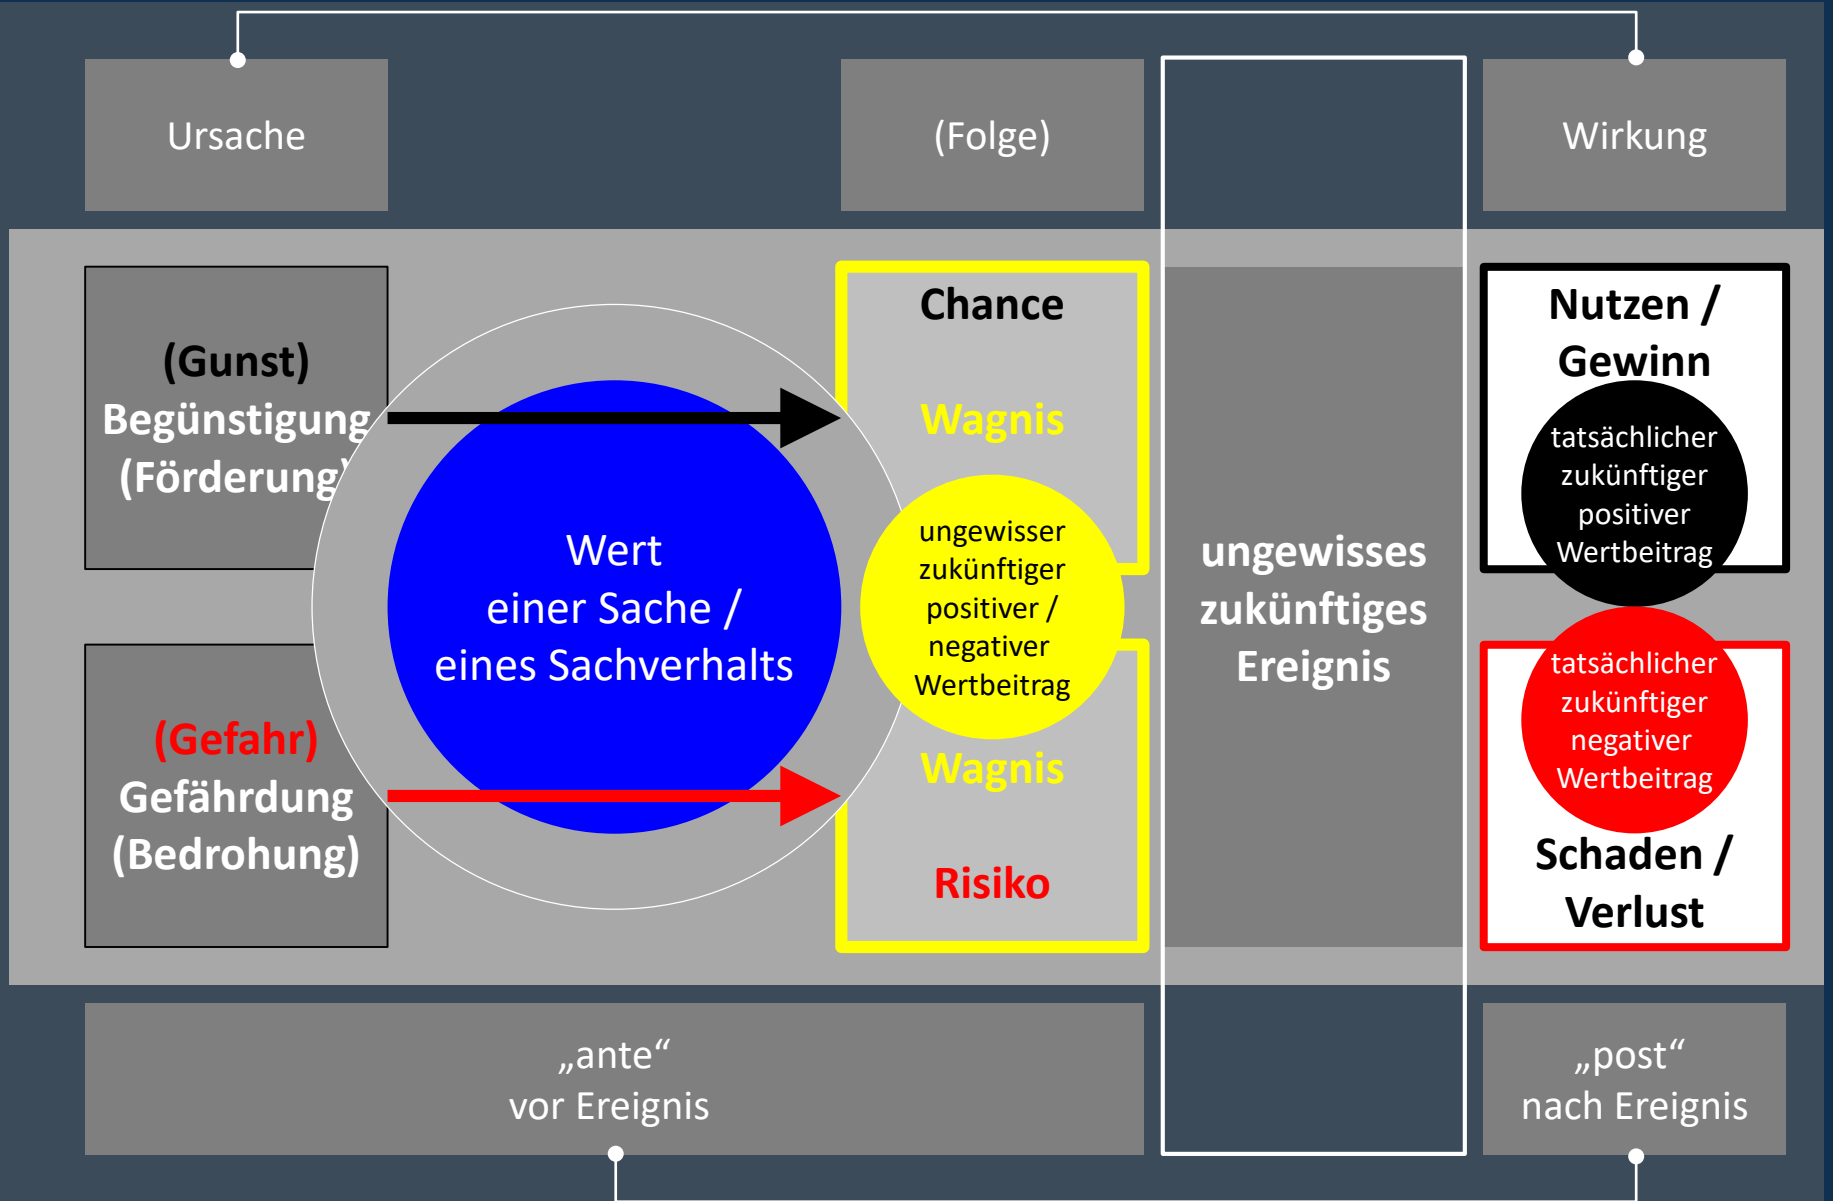 Ursache
(Folge)
Wirkung
(Gunst)
Begünstigung
(Förderung)
(Gefahr)
Gefährdung
(Bedrohung)
Wert
einer Sache /
eines Sachverhalts
Chance
Wagnis
ungewisser
zukünftiger
positiver /
negativer
Wertbeitrag
Wagnis
Risiko
ungewisses
zukünftiges
Ereignis
Nutzen /
Gewinn
tatsächlicher
zukünftiger
positiver
Wertbeitrag
tatsächlicher
zukünftiger
negativer
Wertbeitrag
Schaden /
Verlust
„ante“
vor Ereignis
„post“
nach Ereignis